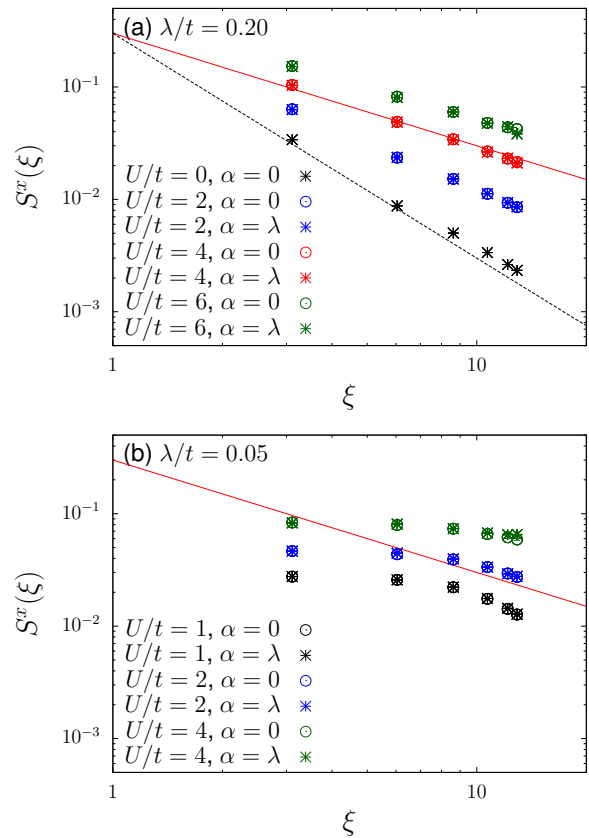 (a) λ/t = 0.20
10⁻¹
10⁻²
10⁻³
Sˣ(ξ)
U/t = 0, α = 0
U/t = 2, α = 0
U/t = 2, α = λ
U/t = 4, α = 0
U/t = 4, α = λ
U/t = 6, α = 0
U/t = 6, α = λ
1
10
ξ
(b) λ/t = 0.05
10⁻¹
10⁻²
10⁻³
Sˣ(ξ)
U/t = 1, α = 0
U/t = 1, α = λ
U/t = 2, α = 0
U/t = 2, α = λ
U/t = 4, α = 0
U/t = 4, α = λ
1
10
ξ